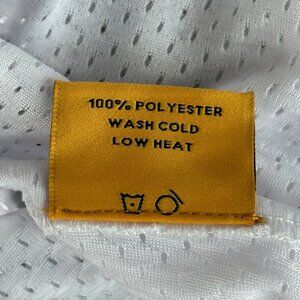 100% POLYESTER
WASH COLD
LOW HEAT